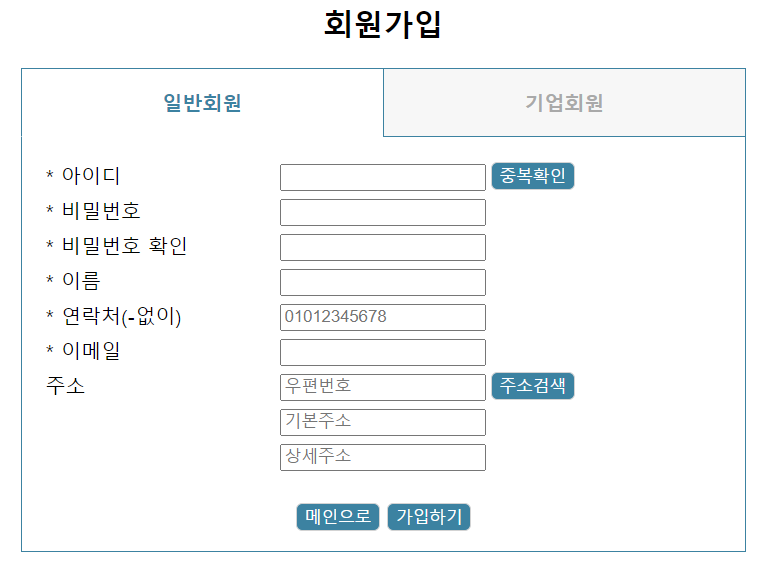 회원가입
일반회원 기업회원
* 아이디 중복확인
* 비밀번호
* 비밀번호 확인
* 이름
* 연락처(-없이) 01012345678
* 이메일
주소 우편번호 주소검색
기본주소
상세주소
메인으로 가입하기